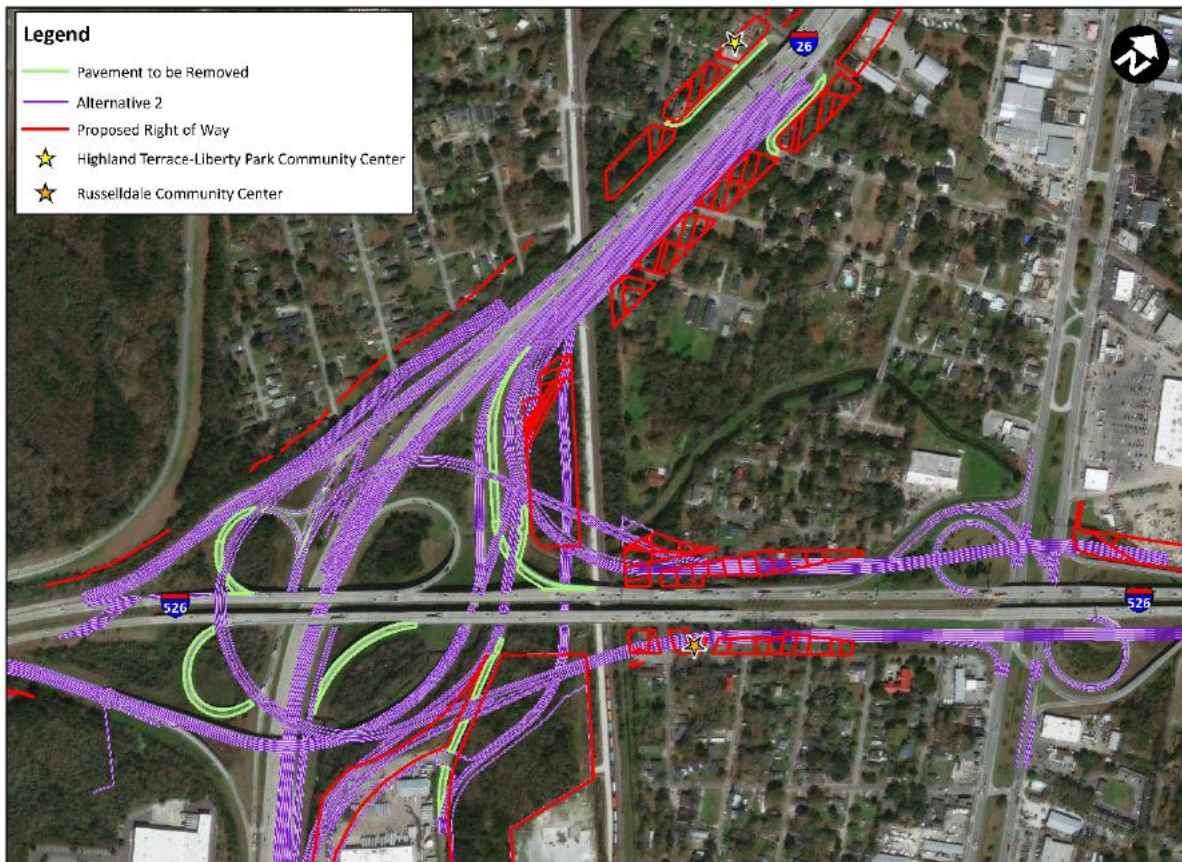 Legend
Pavement to be Removed
Alternative 2
Proposed Right of Way
Highland Terrace-Liberty Park Community Center
Russelldale Community Center
26
N
526
526